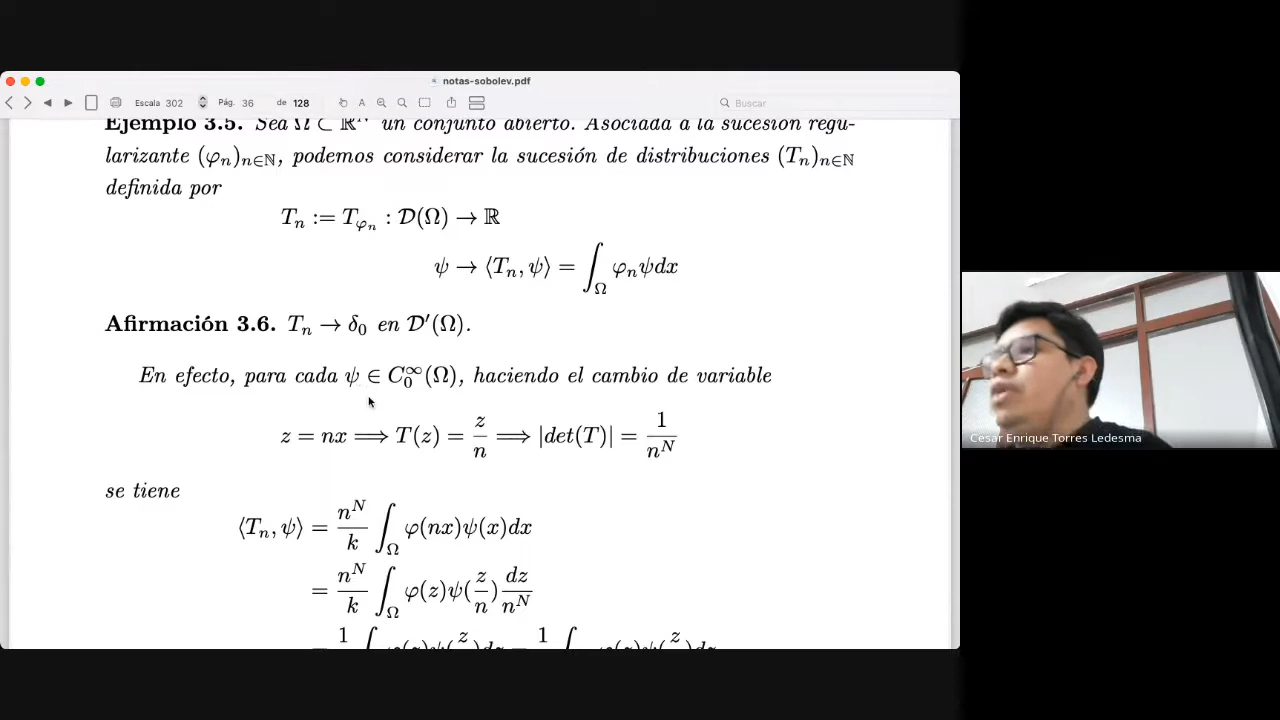 notas-sobolev.pdf
Escala 302 Pág. 36 de 128 Buscar
Ejemplo 3.5. Sea Ω ⊂ ℝᴺ un conjunto abierto. Asociada a la sucesión regu-
larizante (φₙ)ₙ∈ℕ, podemos considerar la sucesión de distribuciones (Tₙ)ₙ∈ℕ
definida por
Tₙ := T_{φₙ} : 𝒟(Ω) → ℝ
ψ → ⟨Tₙ, ψ⟩ = ∫_Ω φₙψdx
Afirmación 3.6. Tₙ → δ₀ en 𝒟′(Ω).
En efecto, para cada ψ ∈ C₀^∞(Ω), haciendo el cambio de variable
z = nx ⟹ T(z) = z/n ⟹ |det(T)| = 1/nᴺ
se tiene
⟨Tₙ, ψ⟩ = nᴺ/k ∫_Ω φ(nx)ψ(x)dx
= nᴺ/k ∫_Ω φ(z)ψ(z/n) dz/nᴺ
Cesar Enrique Torres Ledesma